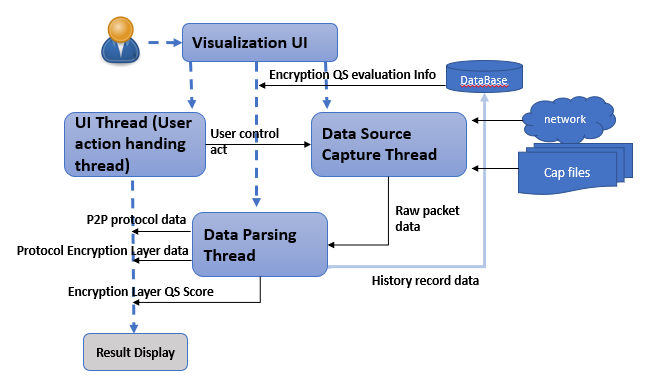 Visualization UI
Encryption QS evaluation Info
DataBase
network
UI Thread (User
action handing
thread)
User control
act
Data Source
Capture Thread
Cap files
Raw packet
data
P2P protocol data
Data Parsing
Thread
Protocol Encryption Layer data
History record data
Encryption Layer QS Score
Result Display